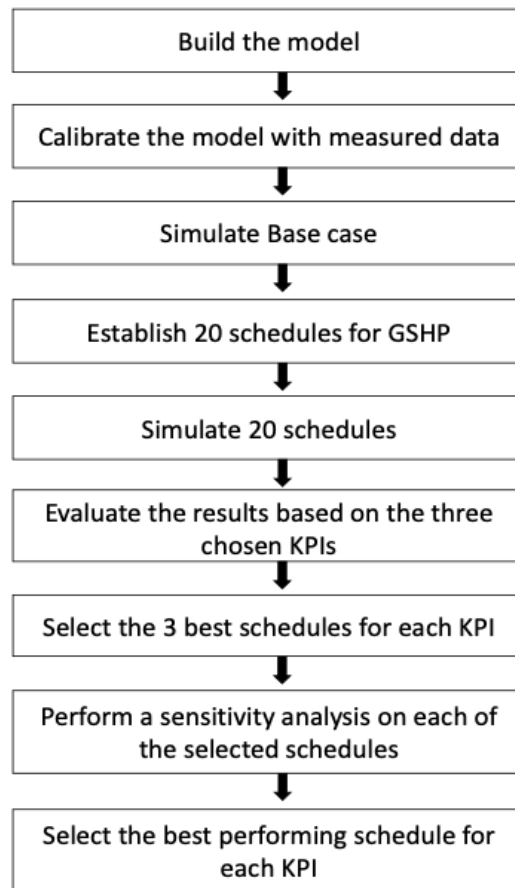 Build the model
Calibrate the model with measured data
Simulate Base case
Establish 20 schedules for GSHP
Simulate 20 schedules
Evaluate the results based on the three
chosen KPIs
Select the 3 best schedules for each KPI
Perform a sensitivity analysis on each of
the selected schedules
Select the best performing schedule for
each KPI